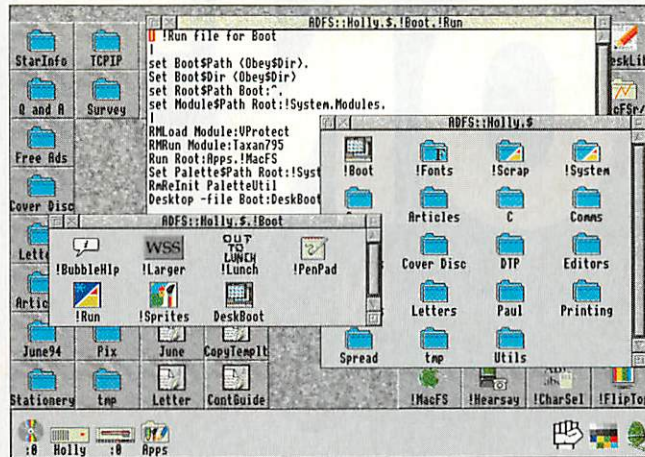 ADFS::Holly.$.!Boot.!Run
!Run file for Boot
|
set Boot$Path <Obey$Dir>.
Set Boot$Dir <Obey$Dir>
set Root$Path Boot:^.
set Module$Path Root:!System.Modules.
|
RMLoad Module:VProtect
RMRun Module:Taxan795
Run Root:Apps.!MacFS
Set Palette$Path Root:!Syst
RmReInit PaletteUtil
Desktop -file Boot:DeskBoot
StarInfo TCPIP
Q and A Survey
Free Ads
Cover Disc
ADFS::Holly.$
!Boot !Fonts !Scrap !System
Articles C Comms
Cover Disc DTP Editors
Letters Paul Printing
Spread tmp Utils
ADFS::Holly.$.!Boot
WSS
OUT TO LUNCH
!BubbleHlp !Larger !Lunch !PenPad
!Run !Sprites DeskBoot
June94 Pix June CopyTemplt
Stationery tmp Letter ContGuide
!MacFS !Hearsay !CharSel !FlipTop
:0 Holly :0 Apps